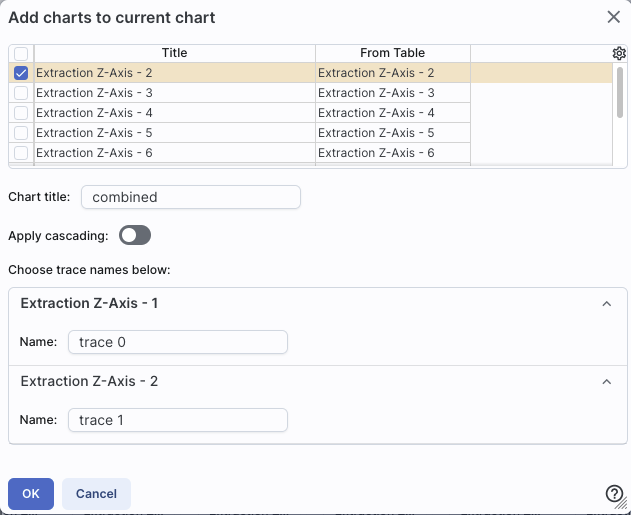 Add charts to current chart
Title From Table
Extraction Z-Axis - 2 Extraction Z-Axis - 2
Extraction Z-Axis - 3 Extraction Z-Axis - 3
Extraction Z-Axis - 4 Extraction Z-Axis - 4
Extraction Z-Axis - 5 Extraction Z-Axis - 5
Extraction Z-Axis - 6 Extraction Z-Axis - 6
Chart title: combined
Apply cascading:
Choose trace names below:
Extraction Z-Axis - 1
Name: trace 0
Extraction Z-Axis - 2
Name: trace 1
OK Cancel